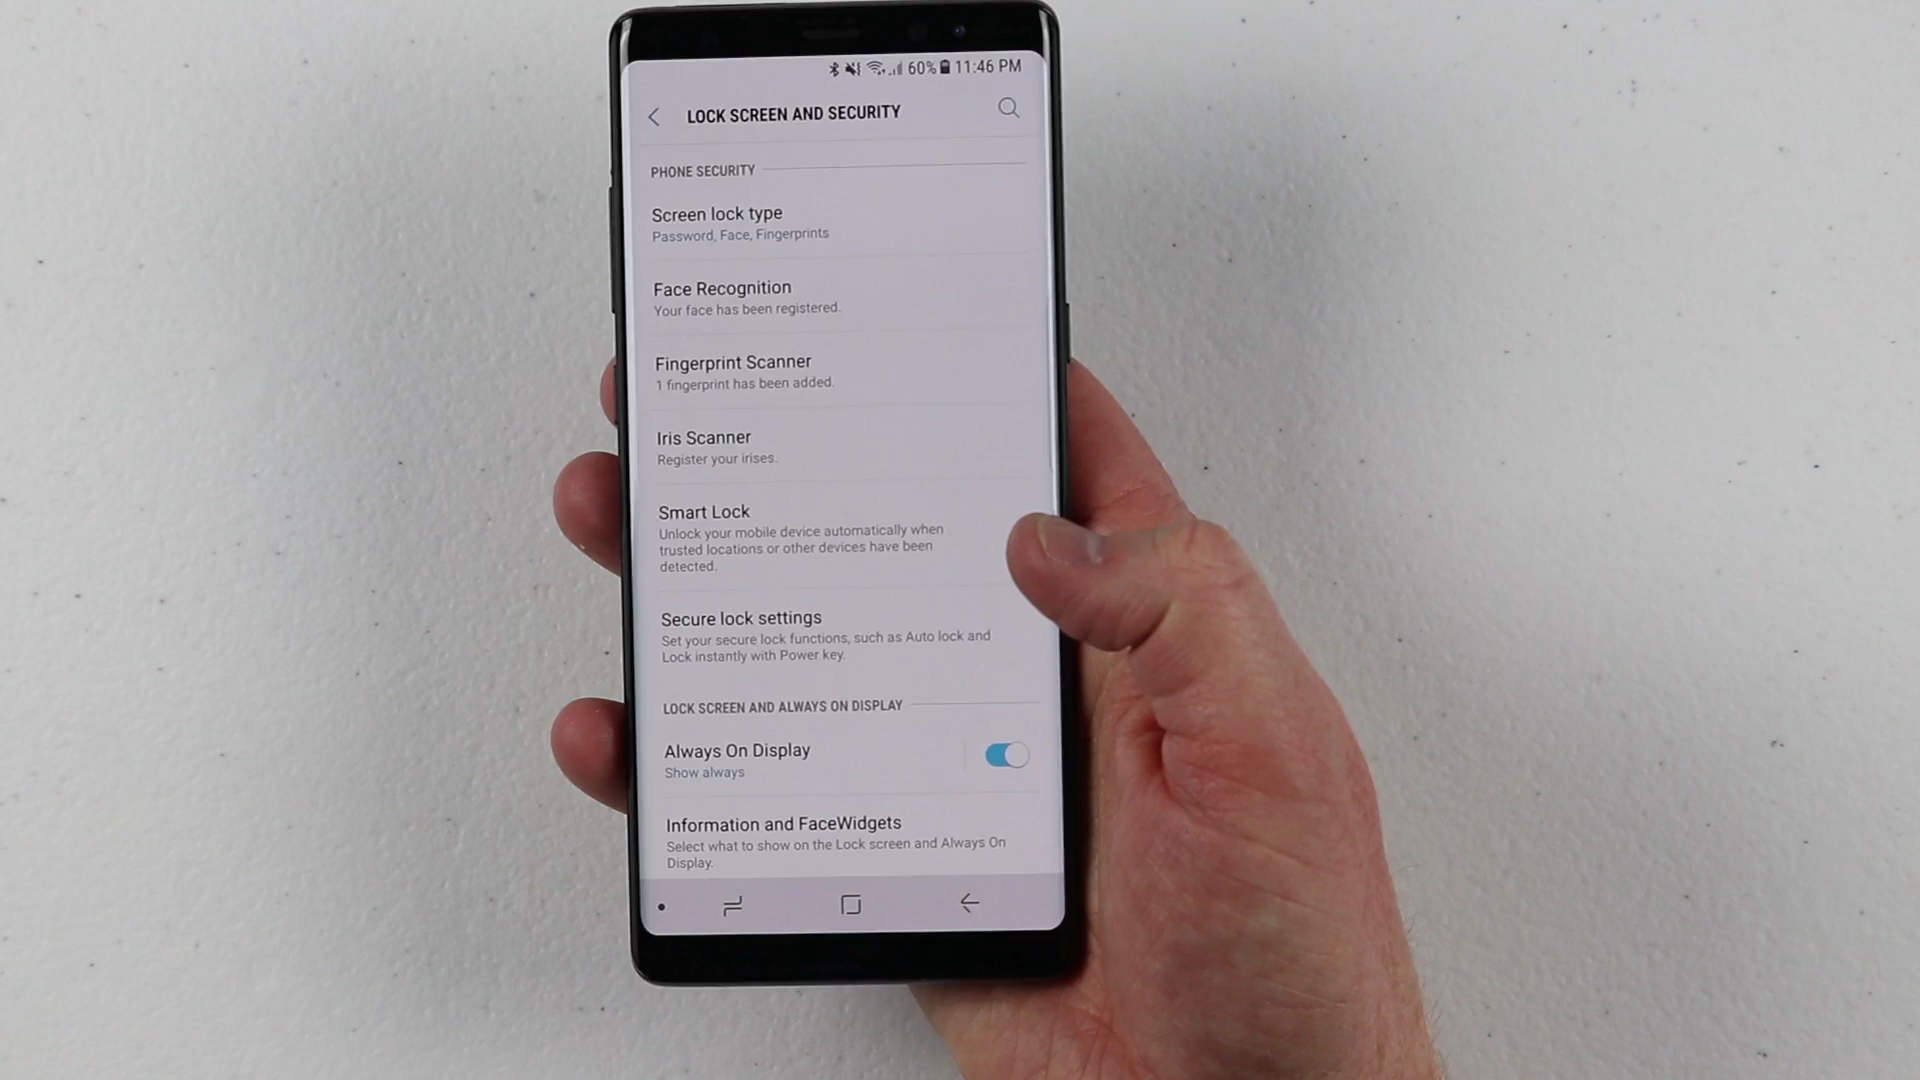 60% 11:46 PM
LOCK SCREEN AND SECURITY
PHONE SECURITY
Screen lock type
Password, Face, Fingerprints
Face Recognition
Your face has been registered.
Fingerprint Scanner
1 fingerprint has been added.
Iris Scanner
Register your irises.
Smart Lock
Unlock your mobile device automatically when
trusted locations or other devices have been
detected.
Secure lock settings
Set your secure lock functions, such as Auto lock and
Lock instantly with Power key.
LOCK SCREEN AND ALWAYS ON DISPLAY
Always On Display
Show always
Information and FaceWidgets
Select what to show on the Lock screen and Always On
Display.